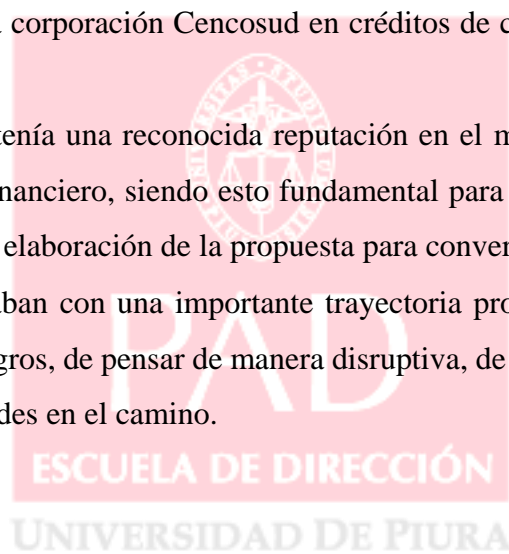 corporación Cencosud en créditos de
tenía una reconocida reputación en el
nanciero, siendo esto fundamental para
elaboración de la propuesta para
aban con una importante trayectoria
gros, de pensar de manera disruptiva, de
des en el camino.
PAD
ESCUELA DE DIRECCIÓN
UNIVERSIDAD DE PIURA